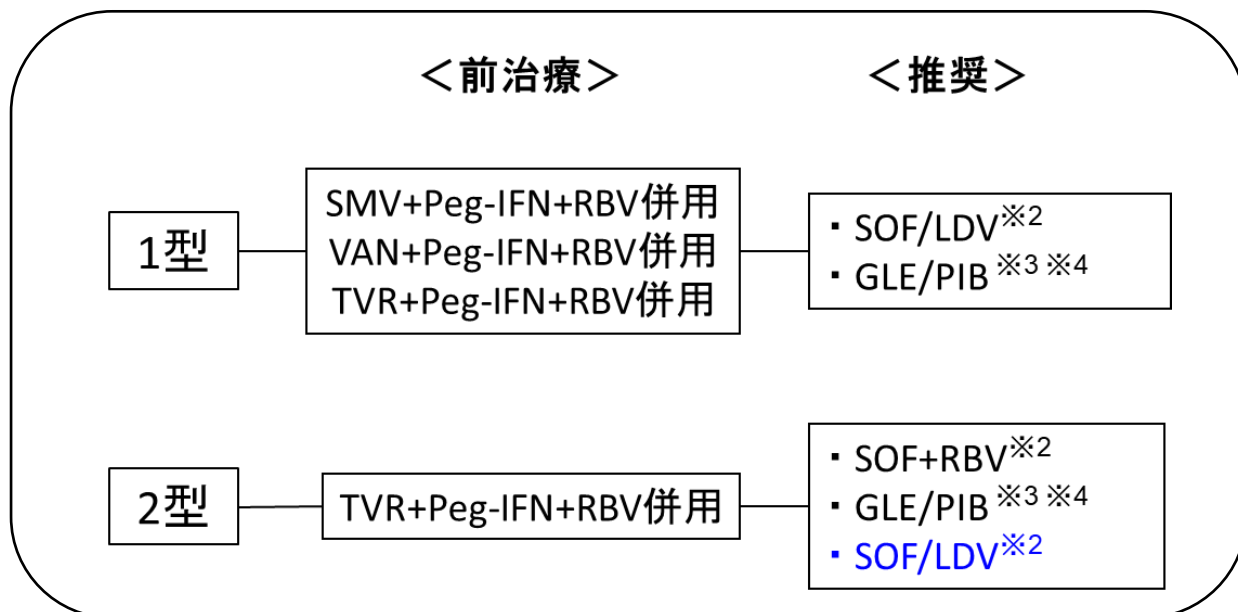 ＜前治療＞ ＜推奨＞
1型
SMV+Peg-IFN+RBV併用
VAN+Peg-IFN+RBV併用
TVR+Peg-IFN+RBV併用
・SOF/LDV※2
・GLE/PIB※3 ※4
2型
TVR+Peg-IFN+RBV併用
・SOF+RBV※2
・GLE/PIB※3 ※4
・SOF/LDV※2